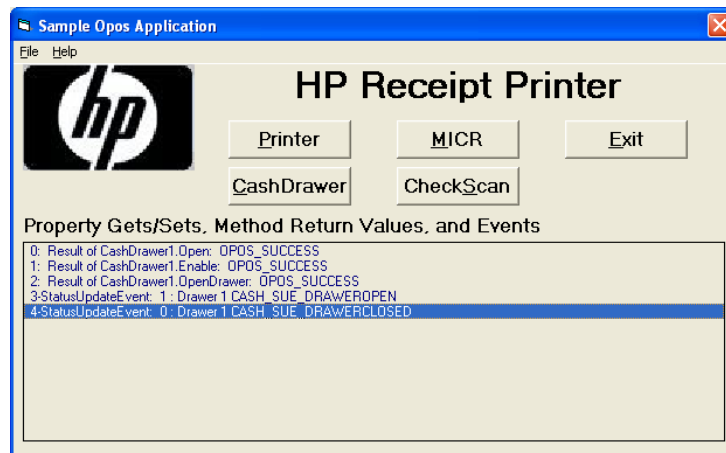 Sample Opos Application
File Help
hp
HP Receipt Printer
Printer MICR Exit
CashDrawer CheckScan
Property Gets/Sets, Method Return Values, and Events
0: Result of CashDrawer1.Open: OPOS_SUCCESS
1: Result of CashDrawer1.Enable: OPOS_SUCCESS
2: Result of CashDrawer1.OpenDrawer: OPOS_SUCCESS
3-StatusUpdateEvent: 1 : Drawer 1 CASH_SUE_DRAWEROPEN
4-StatusUpdateEvent: 0 : Drawer 1 CASH_SUE_DRAWERCLOSED